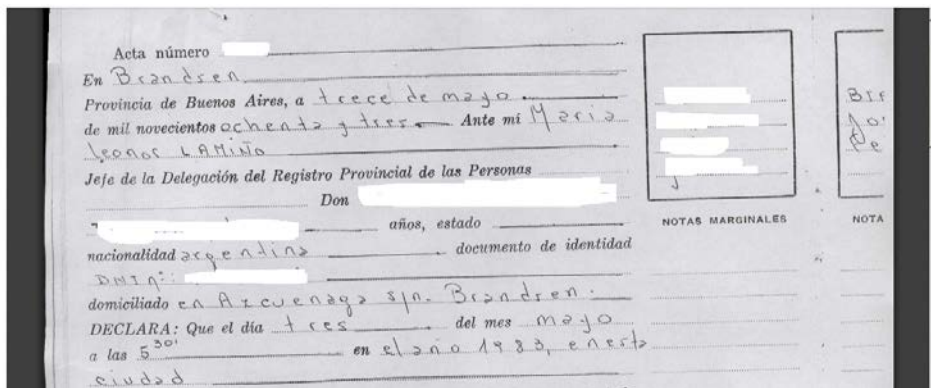 Acta número
En Brandsen
Provincia de Buenos Aires, a trece de mayo
de mil novecientos ochenta y tres Ante mí Maria
Leonor LAMIÑO
Jefe de la Delegación del Registro Provincial de las Personas
Don
años, estado
nacionalidad argentina documento de identidad
DNI nº:
domiciliado en Azcuenaga s/n. Brandsen.
DECLARA: Que el día tres del mes mayo
a las 5 30' en el año 1983, en esta
ciudad
NOTAS MARGINALES
NOTA